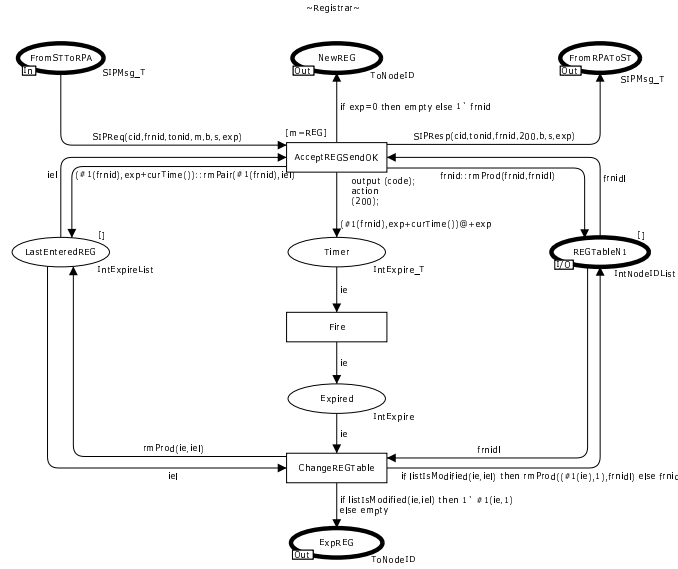 ~Registrar~
FromSTToRPA
In
SIPMsg_T
NewREG
Out
ToNodeID
FromRPAToST
Out
SIPMsg_T
if exp=0 then empty else 1`frnid
SIPReq(cid,frnid,tonid,m,b,s,exp)
[m=REG]
SIPResp(cid,tonid,frnid,200,b,s,exp)
AcceptREGSendOK
iel
(#1(frnid),exp+curTime())::rmPair(#1(frnid),iel)
output (code);
action
(200);
frnid::rmProd(frnid,frnidl)
frnidl
(#1(frnid),exp+curTime())@+exp
[]
LastEnteredREG
IntExpireList
Timer
IntExpire_T
[]
REGTableN1
I/O
IntNodeIDList
ie
Fire
ie
Expired
IntExpire
ie
rmProd(ie,iel)
frnidl
ChangeREGTable
iel
if listIsModified(ie,iel) then rmProd((#1(ie),1),frnidl) else frnid
if listIsModified(ie,iel) then 1`#1(ie,1)
else empty
ExpREG
Out
ToNodeID